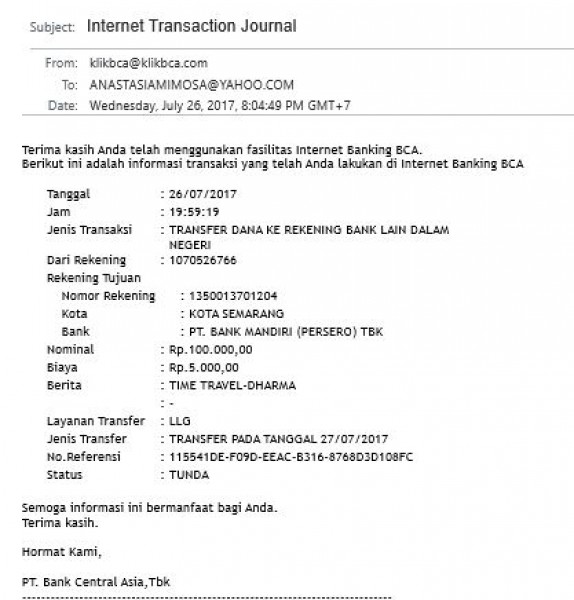 Subject: Internet Transaction Journal
From: klikbca@klikbca.com
To: ANASTASIAMIMOSA@YAHOO.COM
Date: Wednesday, July 26, 2017, 8:04:49 PM GMT+7
Terima kasih Anda telah menggunakan fasilitas Internet Banking BCA.
Berikut ini adalah informasi transaksi yang telah Anda lakukan di Internet Banking BCA
Tanggal : 26/07/2017
Jam : 19:59:19
Jenis Transaksi : TRANSFER DANA KE REKENING BANK LAIN DALAM
NEGERI
Dari Rekening : 1070526766
Rekening Tujuan
Nomor Rekening : 1350013701204
Kota : KOTA SEMARANG
Bank : PT. BANK MANDIRI (PERSERO) TBK
Nominal : Rp.100.000,00
Biaya : Rp.5.000,00
Berita : TIME TRAVEL-DHARMA
: -
Layanan Transfer : LLG
Jenis Transfer : TRANSFER PADA TANGGAL 27/07/2017
No.Referensi : 115541DE-F09D-EEAC-B316-8768D3D108FC
Status : TUNDA
Semoga informasi ini bermanfaat bagi Anda.
Terima kasih.
Hormat Kami,
PT. Bank Central Asia,Tbk
--------------------------------------------------------------------------